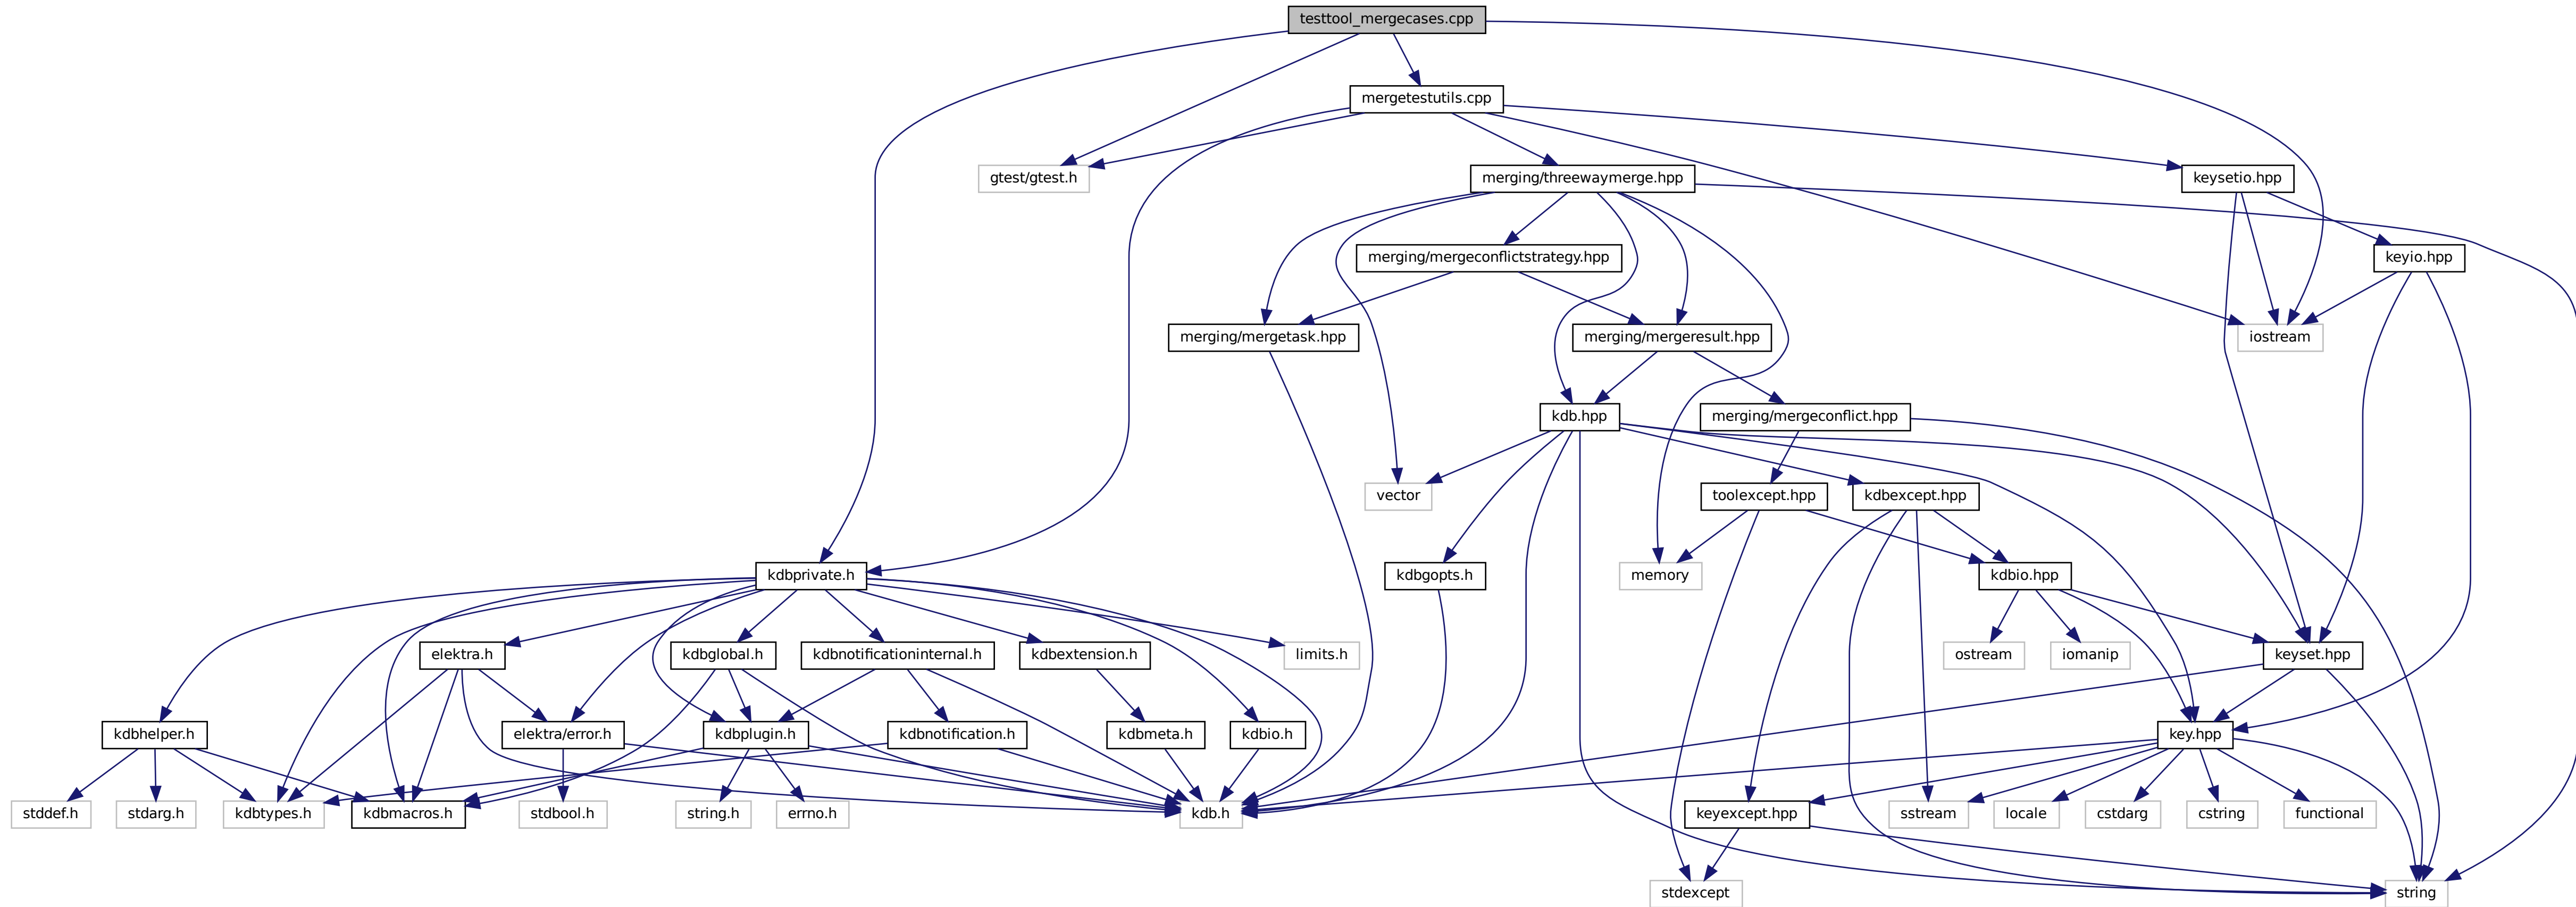 testtool_mergecases.cpp
mergetestutils.cpp
gtest/gtest.h
merging/threewaymerge.hpp
keysetio.hpp
merging/mergeconflictstrategy.hpp
keyio.hpp
merging/mergetask.hpp
merging/mergeresult.hpp
iostream
kdb.hpp
merging/mergeconflict.hpp
vector
toolexcept.hpp
kdbexcept.hpp
kdbprivate.h
kdbgopts.h
memory
kdbio.hpp
elektra.h
kdbglobal.h
kdbnotificationinternal.h
kdbextension.h
limits.h
ostream
iomanip
keyset.hpp
kdbhelper.h
elektra/error.h
kdbplugin.h
kdbnotification.h
kdbmeta.h
kdbio.h
key.hpp
stddef.h
stdarg.h
kdbtypes.h
kdbmacros.h
stdbool.h
string.h
errno.h
kdb.h
keyexcept.hpp
sstream
locale
cstdarg
cstring
functional
stdexcept
string